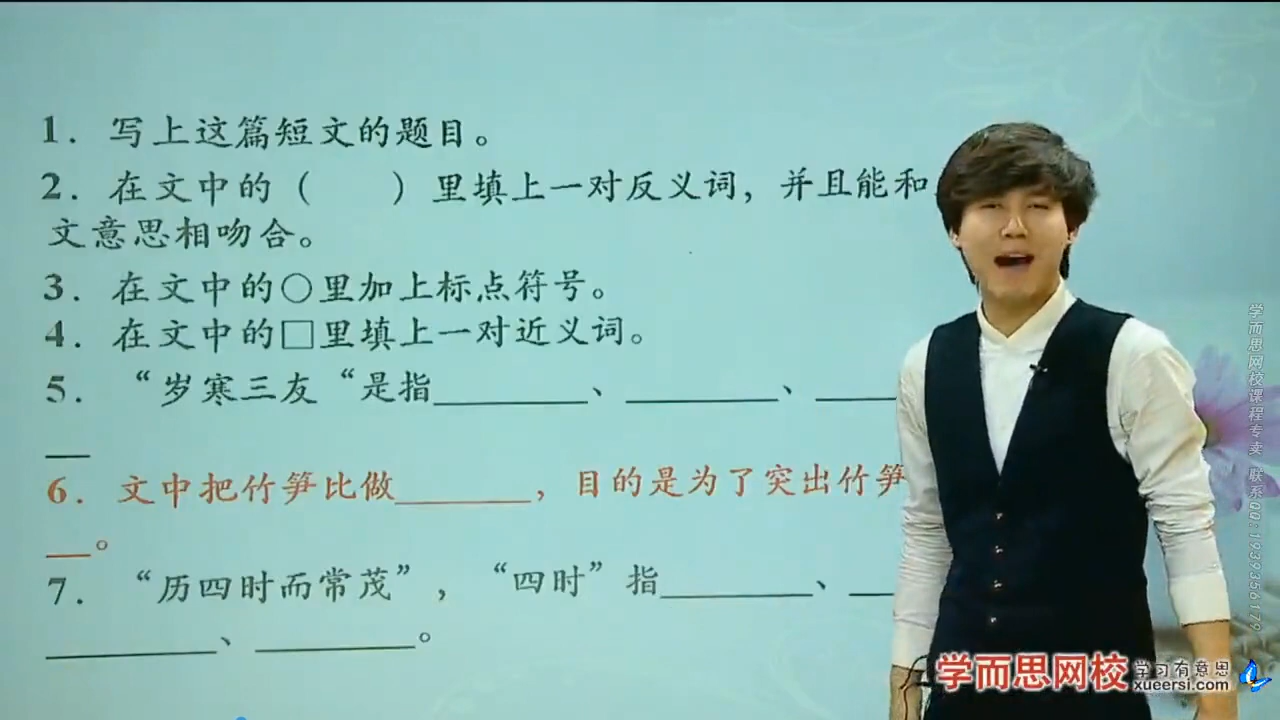 1. 写上这篇短文的题目。
2. 在文中的（ ）里填上一对反义词，并且能和
文意思相吻合。
3. 在文中的○里加上标点符号。
4. 在文中的□里填上一对近义词。
5. “岁寒三友“是指________、________、____
__
6. 文中把竹笋比做_______，目的是为了突出竹笋
__。
7. “历四时而常茂”，“四时”指________、__
_________、________。
学而思网校课程专卖 联系QQ:1939356179
学而思网校 学习有意思
xueersi.com